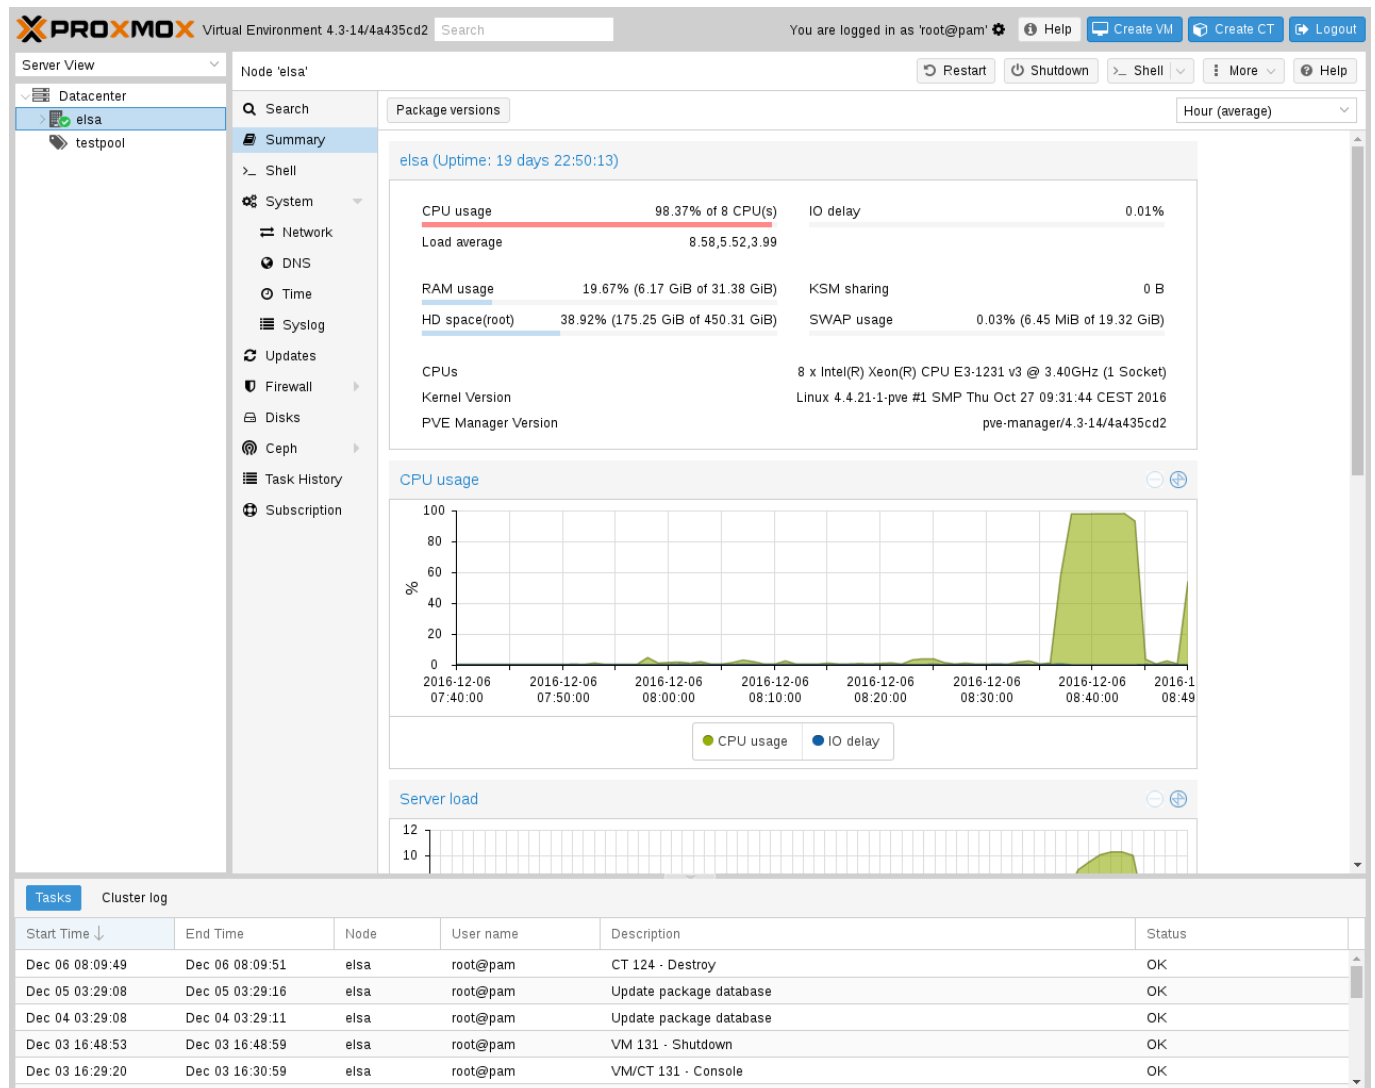 PROXMOX Virtual Environment 4.3-14/4a435cd2 Search You are logged in as 'root@pam' Help Create VM Create CT Logout
Server View
Datacenter
elsa
testpool
Node 'elsa' Restart Shutdown >_ Shell More Help
Search
Summary
>_ Shell
System
Network
DNS
Time
Syslog
Updates
Firewall
Disks
Ceph
Task History
Subscription
Package versions Hour (average)
elsa (Uptime: 19 days 22:50:13)
CPU usage 98.37% of 8 CPU(s) IO delay 0.01%
Load average 8.58,5.52,3.99
RAM usage 19.67% (6.17 GiB of 31.38 GiB) KSM sharing 0 B
HD space(root) 38.92% (175.25 GiB of 450.31 GiB) SWAP usage 0.03% (6.45 MiB of 19.32 GiB)
CPUs 8 x Intel(R) Xeon(R) CPU E3-1231 v3 @ 3.40GHz (1 Socket)
Kernel Version Linux 4.4.21-1-pve #1 SMP Thu Oct 27 09:31:44 CEST 2016
PVE Manager Version pve-manager/4.3-14/4a435cd2
CPU usage
100
80
60
%
40
20
0
2016-12-06 2016-12-06 2016-12-06 2016-12-06 2016-12-06 2016-12-06 2016-12-06 2016-1
07:40:00 07:50:00 08:00:00 08:10:00 08:20:00 08:30:00 08:40:00 08:49
CPU usage IO delay
Server load
12
10
Tasks Cluster log
Start Time End Time Node User name Description Status
Dec 06 08:09:49 Dec 06 08:09:51 elsa root@pam CT 124 - Destroy OK
Dec 05 03:29:08 Dec 05 03:29:16 elsa root@pam Update package database OK
Dec 04 03:29:08 Dec 04 03:29:11 elsa root@pam Update package database OK
Dec 03 16:48:53 Dec 03 16:48:59 elsa root@pam VM 131 - Shutdown OK
Dec 03 16:29:20 Dec 03 16:30:59 elsa root@pam VM/CT 131 - Console OK